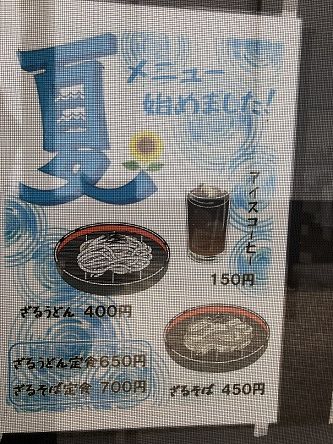 夏
メニュー
始めました!
アイスコーヒー
150円
ざるうどん 400円
ざるうどん定食650円
ざるそば定食 700円
ざるそば 450円